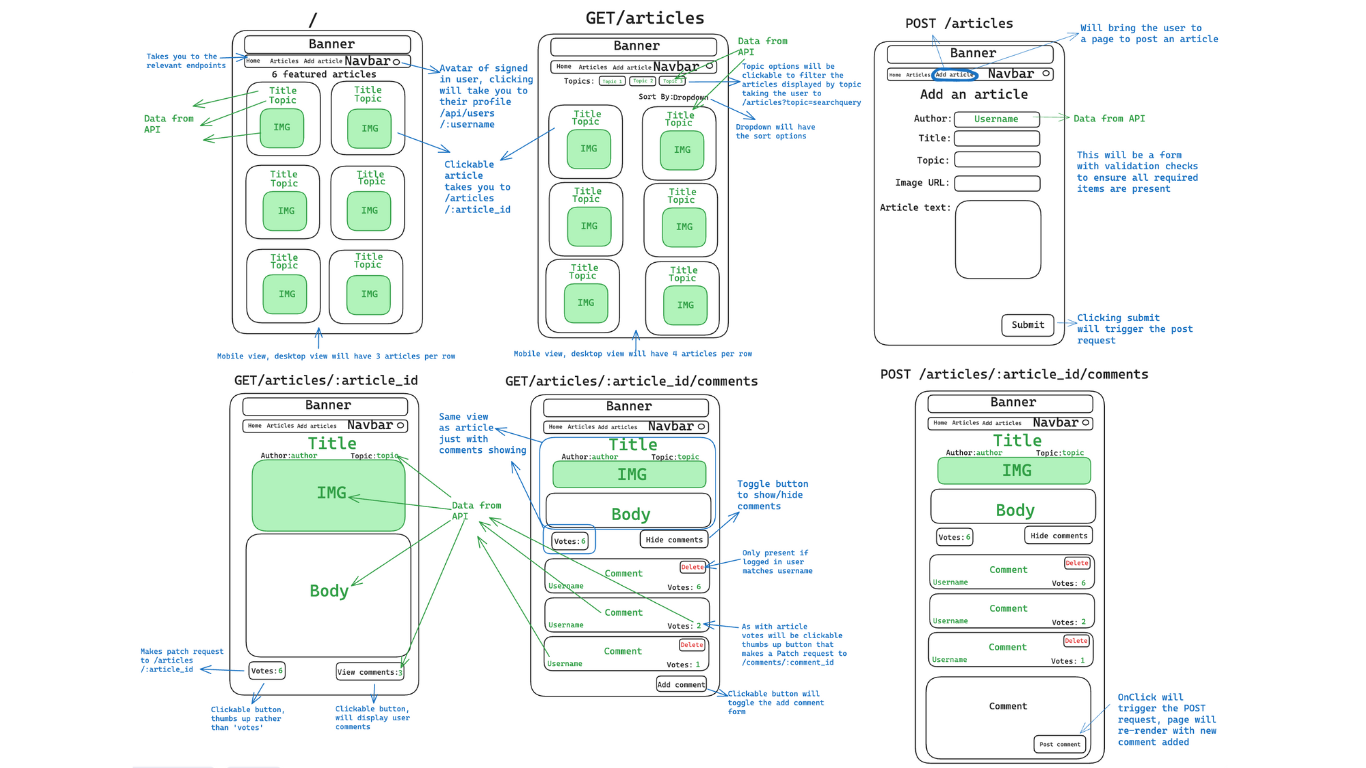 /
Banner
Home Articles Add article Navbar
6 featured articles
Title
Topic
IMG
Title
Topic
IMG
Title
Topic
IMG
Title
Topic
IMG
Title
Topic
IMG
Title
Topic
IMG
Takes you to the
relevant endpoints
Data from
API
Avatar of signed
in user, clicking
will take you to
their profile
/api/users
/:username
Clickable
article
takes you to
/articles
/:article_id
Mobile view, desktop view will have 3 articles per row
GET/articles
Banner
Home Articles Add article Navbar
Topics: Topic 1 Topic 2 Topic 3
Sort By:Dropdown
Title
Topic
IMG
Title
Topic
IMG
Title
Topic
IMG
Title
Topic
IMG
Title
Topic
IMG
Title
Topic
IMG
Data from
API
Topic options will be
clickable to filter the
articles displayed by topic
taking the user to
/articles?topic=searchquery
Dropdown will have
the sort options
Mobile view, desktop view will have 4 articles per row
POST /articles
Banner
Home Articles Add article Navbar
Add an article
Author: Username
Title:
Topic:
Image URL:
Article text:
Submit
Will bring the user to
a page to post an article
Data from API
This will be a form
with validation checks
to ensure all required
items are present
Clicking submit
will trigger the post
request
GET/articles/:article_id
Banner
Home Articles Add articles Navbar
Title
Author:author Topic:topic
IMG
Body
Votes:6 View comments:3
Makes patch request
to /articles
/:article_id
Clickable button,
thumbs up rather
than 'votes'
Clickable button,
will display user
comments
Data from
API
GET/articles/:article_id/comments
Banner
Home Articles Add articles Navbar
Title
Author:author Topic:topic
IMG
Body
Votes:6 Hide comments
Comment Delete
Username Votes: 6
Comment
Username Votes: 2
Comment Delete
Username Votes: 1
Add comment
Same view
as article
just with
comments showing
Toggle button
to show/hide
comments
Only present if
logged in user
matches username
As with article
votes will be clickable
thumbs up button that
makes a Patch request to
/comments/:comment_id
Clickable button will
toggle the add comment
form
POST /articles/:article_id/comments
Banner
Home Articles Add articles Navbar
Title
Author:author Topic:topic
IMG
Body
Votes:6 Hide comments
Comment Delete
Username Votes: 6
Comment
Username Votes: 2
Comment Delete
Username Votes: 1
Comment
Post comment
OnClick will
trigger the POST
request, page will
re-render with new
comment added